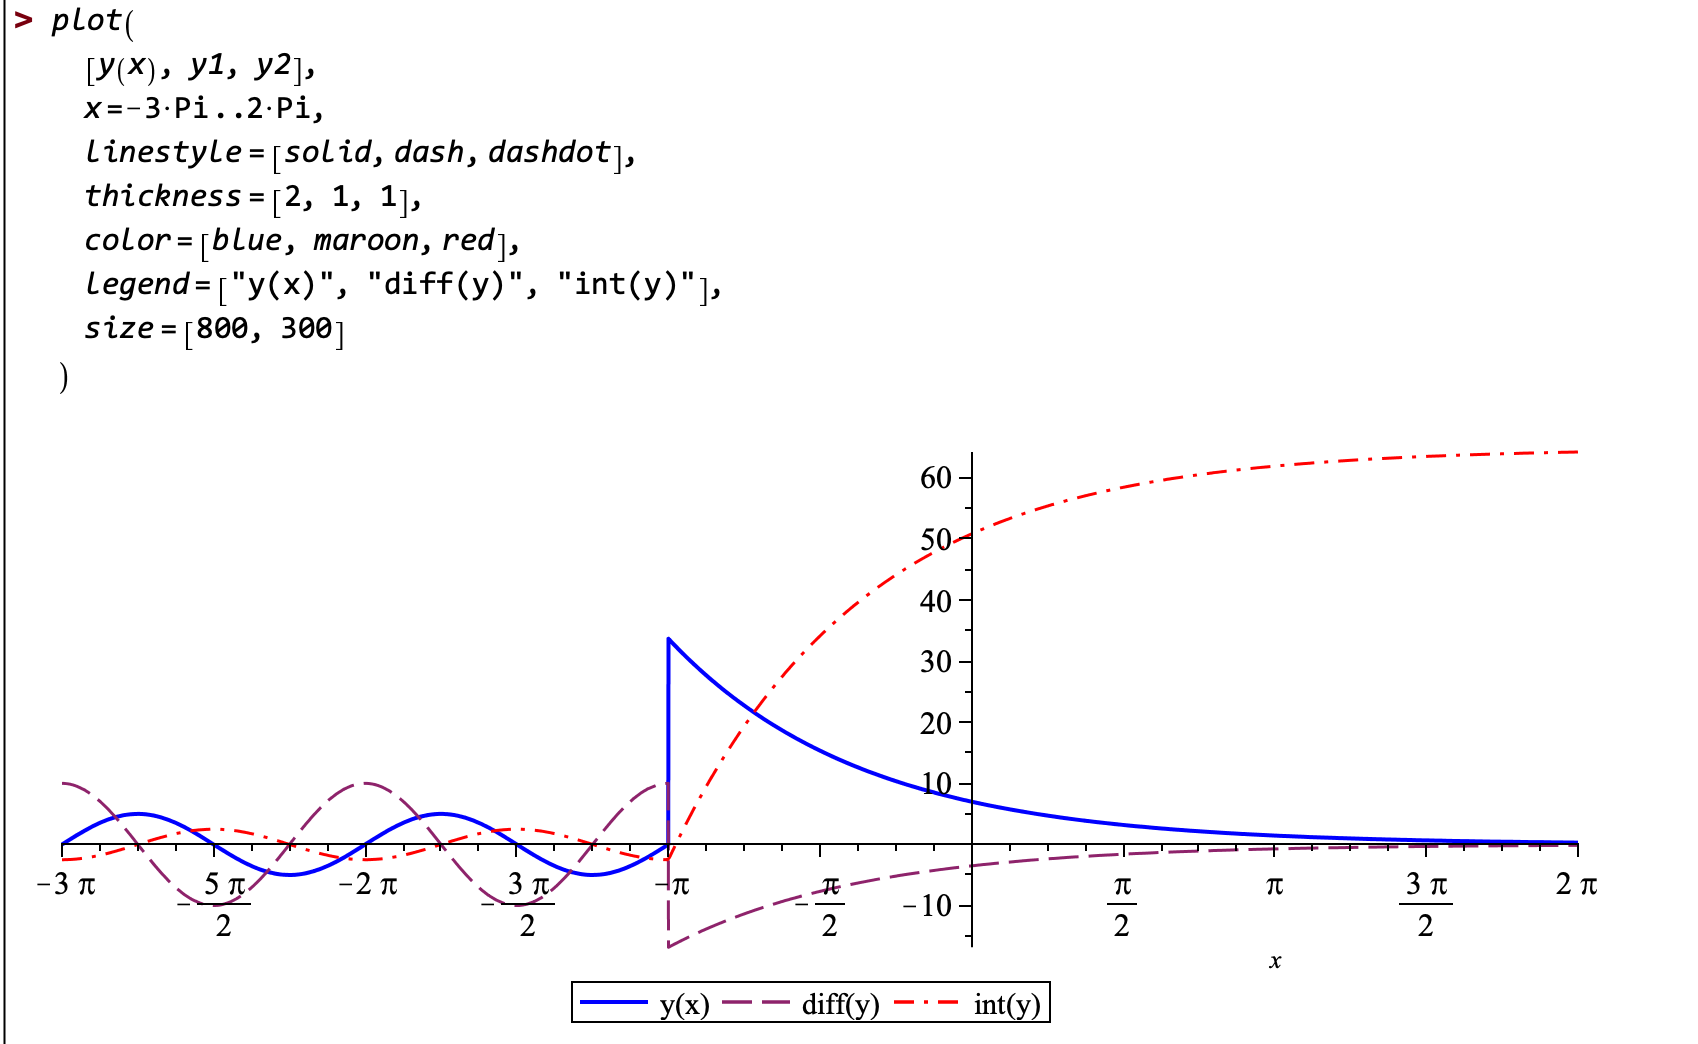 > plot(
[y(x), y1, y2],
x=−3·Pi..2·Pi,
linestyle=[solid, dash, dashdot],
thickness=[2, 1, 1],
color=[blue, maroon, red],
legend=["y(x)", "diff(y)", "int(y)"],
size=[800, 300]
)
60
50
40
30
20
10
−3 π
−5 π/2
−2 π
−3 π/2
−π
−π/2
−10
π/2
π
3 π/2
2 π
x
y(x) diff(y) int(y)